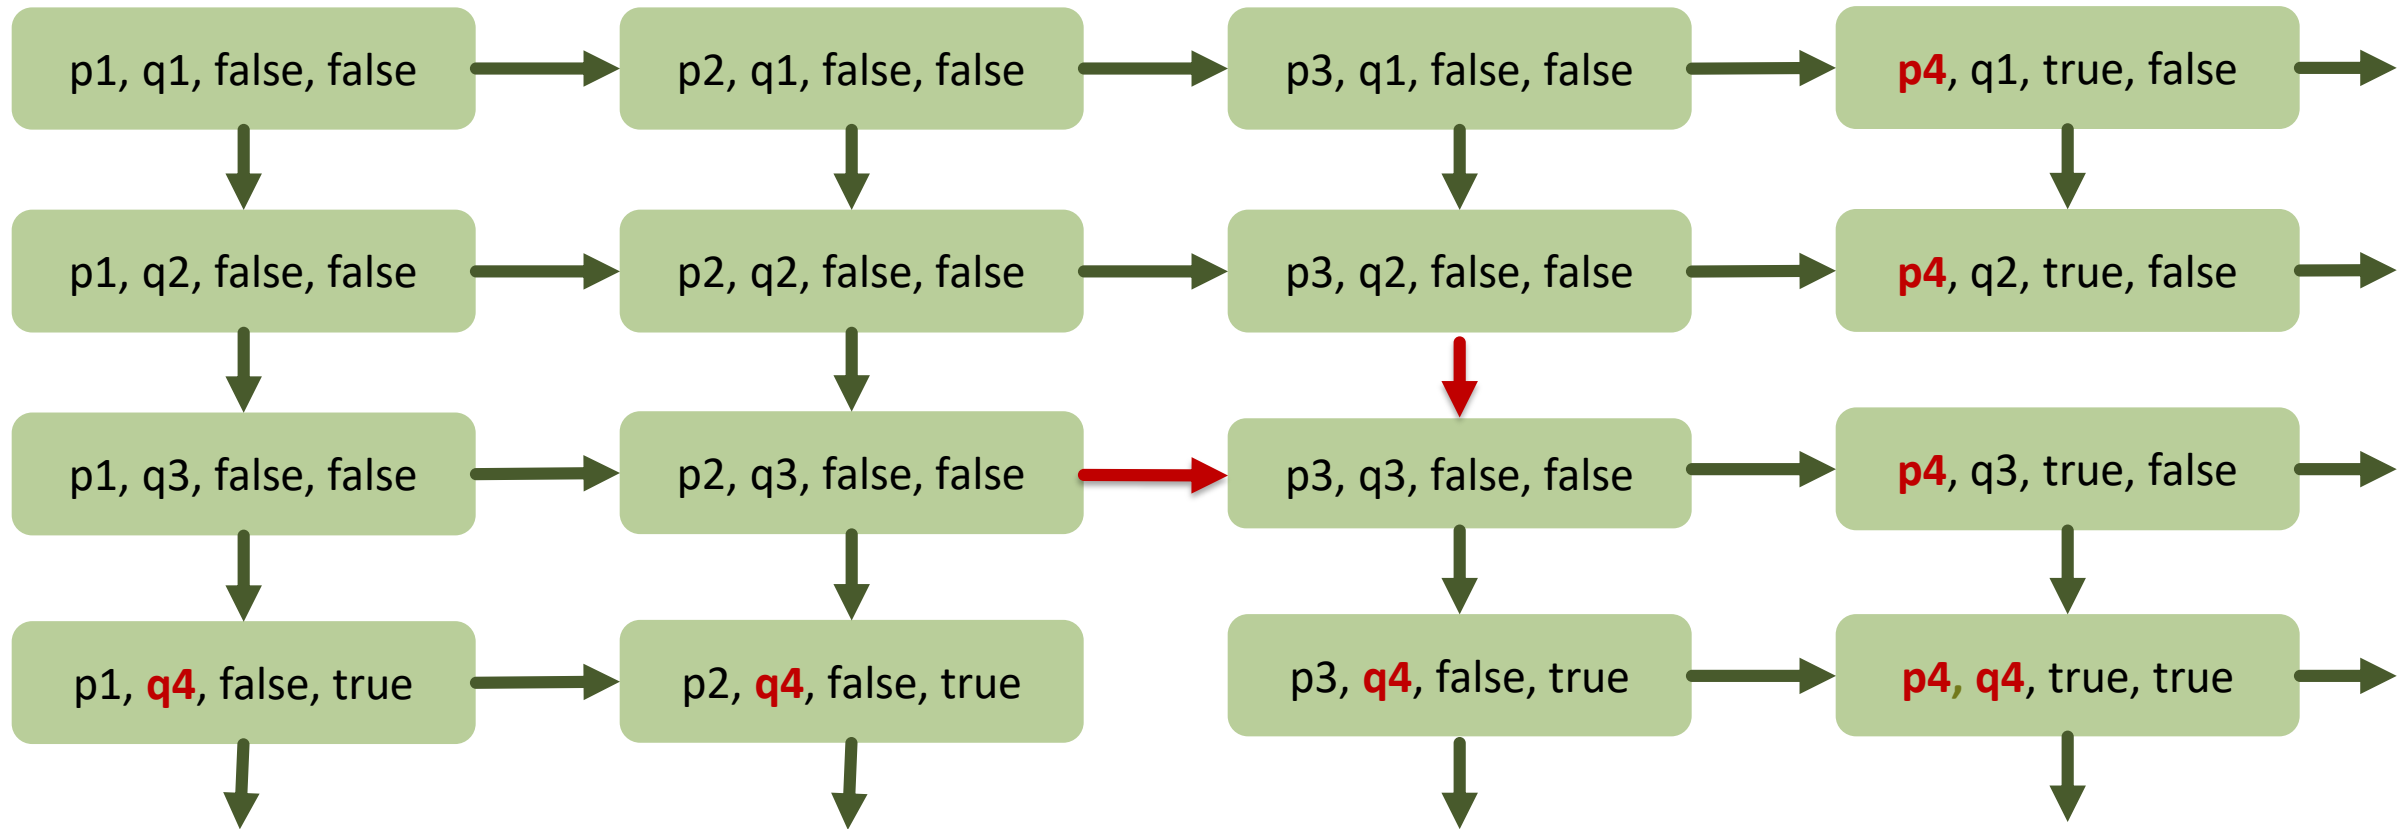 p1, q1, false, false
p2, q1, false, false
p3, q1, false, false
p4, q1, true, false
p1, q2, false, false
p2, q2, false, false
p3, q2, false, false
p4, q2, true, false
p1, q3, false, false
p2, q3, false, false
p3, q3, false, false
p4, q3, true, false
p1, q4, false, true
p2, q4, false, true
p3, q4, false, true
p4, q4, true, true